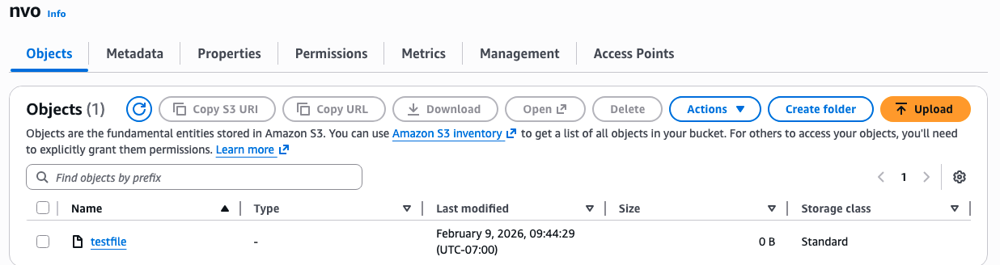 nvo Info
Objects Metadata Properties Permissions Metrics Management Access Points
Objects (1) Copy S3 URI Copy URL Download Open Delete Actions Create folder Upload
Objects are the fundamental entities stored in Amazon S3. You can use Amazon S3 inventory to get a list of all objects in your bucket. For others to access your objects, you'll need
to explicitly grant them permissions. Learn more
Find objects by prefix 1
Name Type Last modified Size Storage class
testfile - February 9, 2026, 09:44:29 0 B Standard
(UTC-07:00)